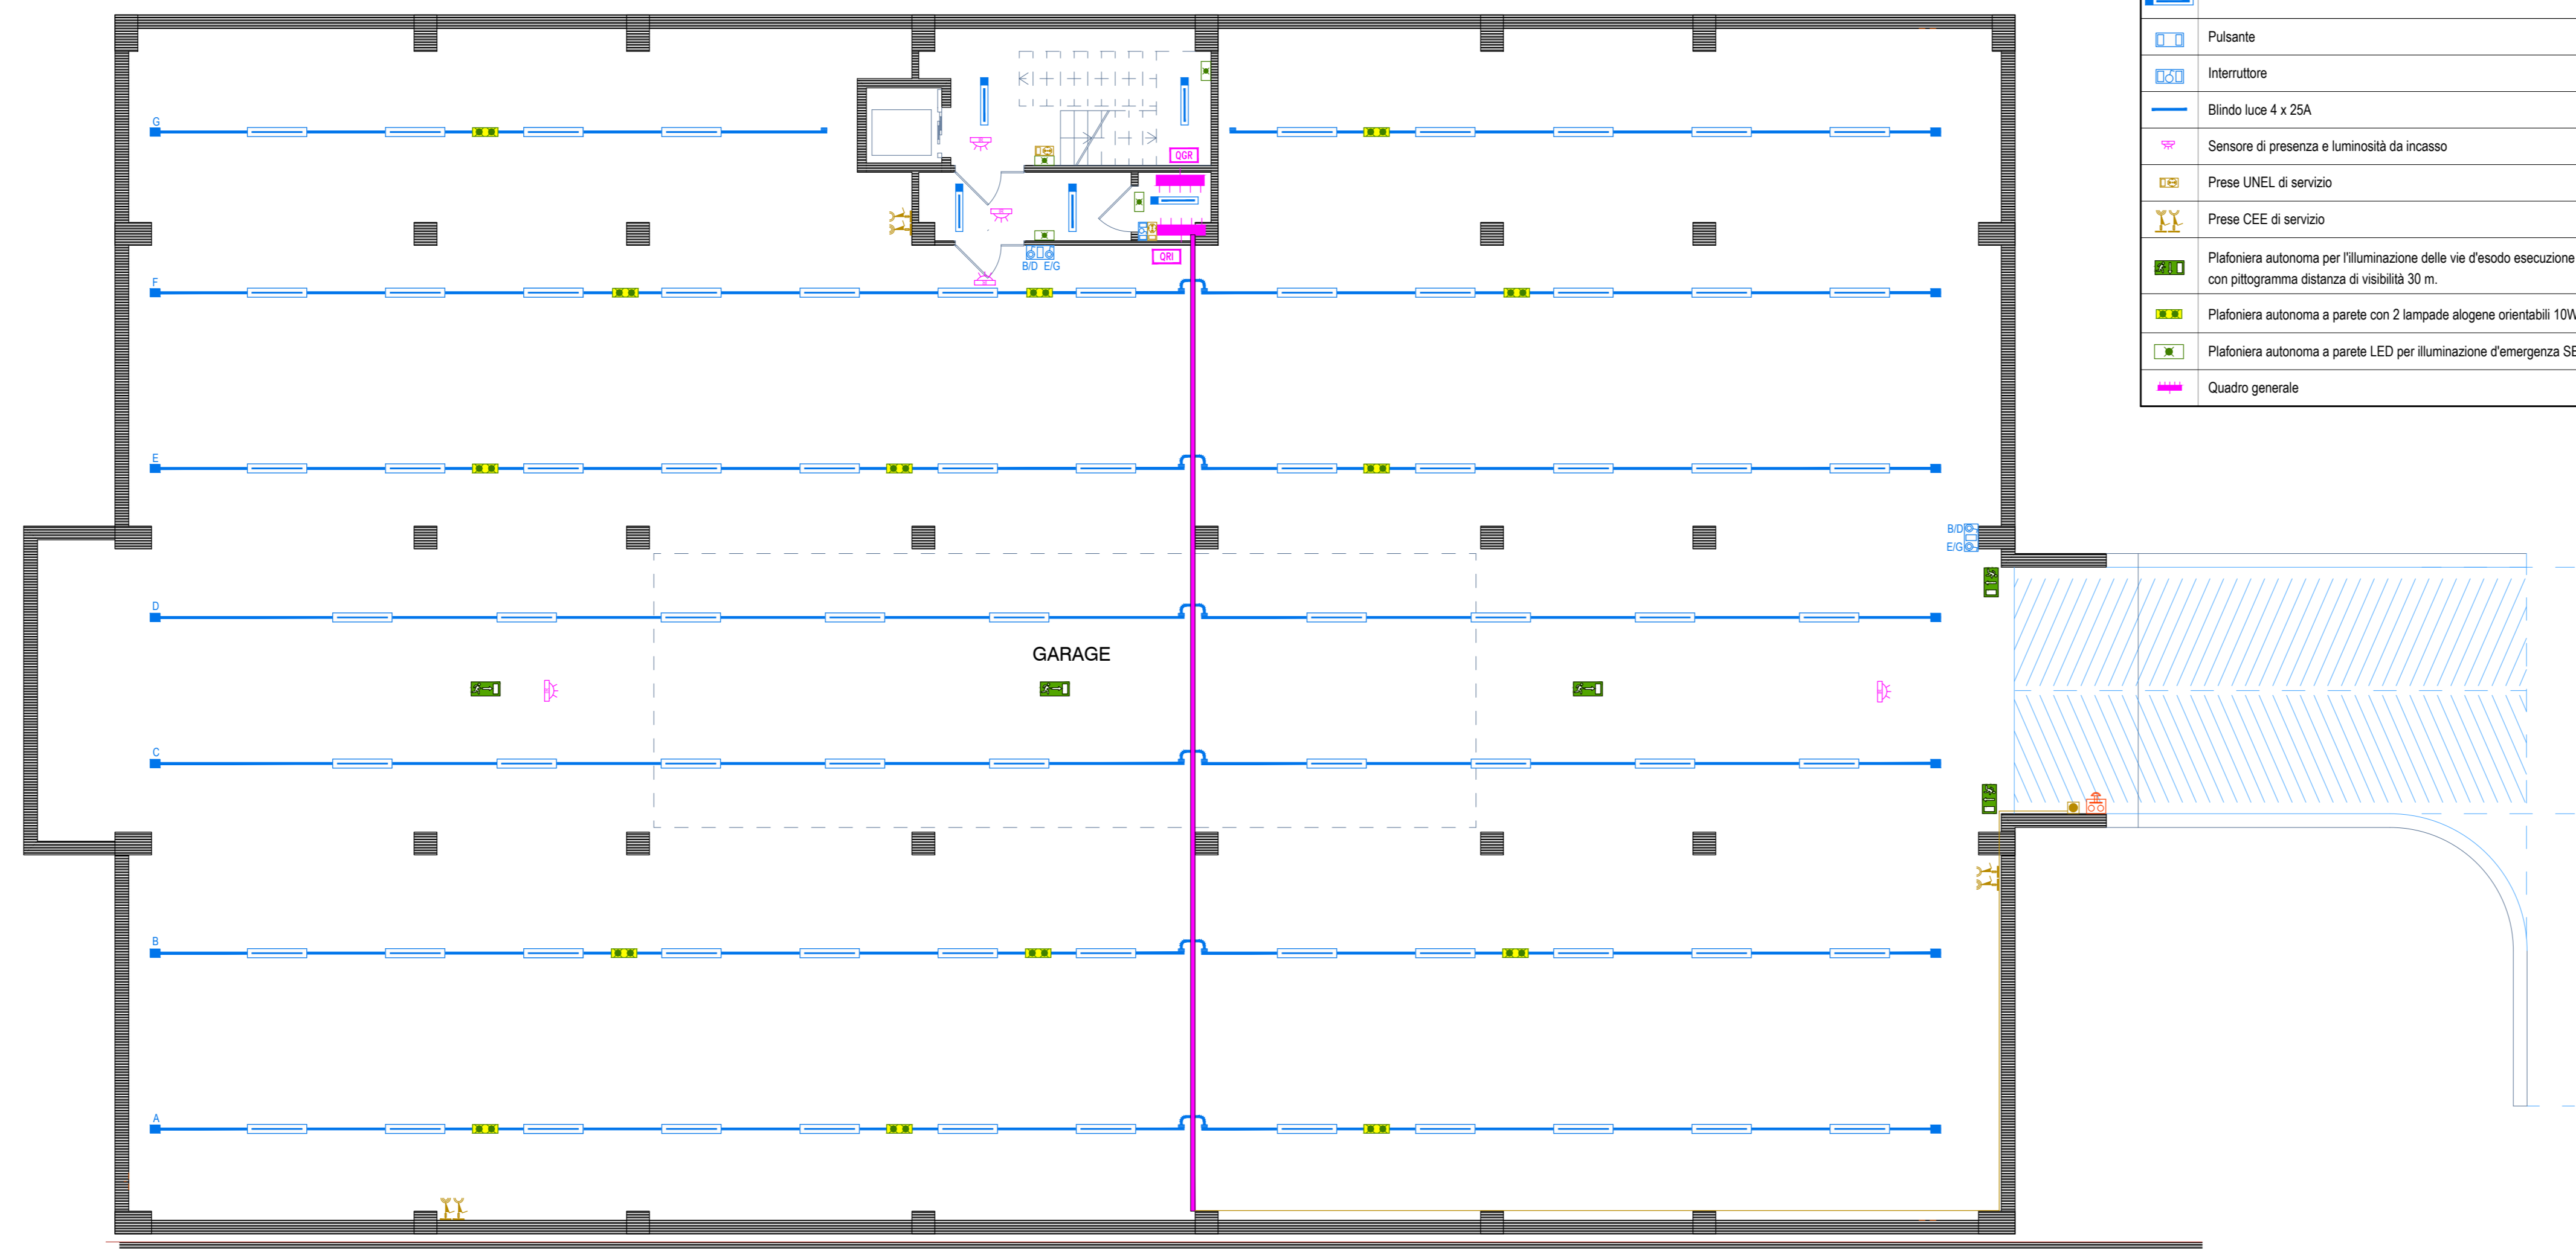 G
QGR
F
B/D E/G
QRI
E
B/D
E/G
D
GARAGE
C
B
A
Pulsante
Interruttore
Blindo luce 4 x 25A
Sensore di presenza e luminosità da incasso
Prese UNEL di servizio
Prese CEE di servizio
Plafoniera autonoma per l'illuminazione delle vie d'esodo esecuzione
con pittogramma distanza di visibilità 30 m.
Plafoniera autonoma a parete con 2 lampade alogene orientabili 10W
Plafoniera autonoma a parete LED per illuminazione d'emergenza SE
Quadro generale